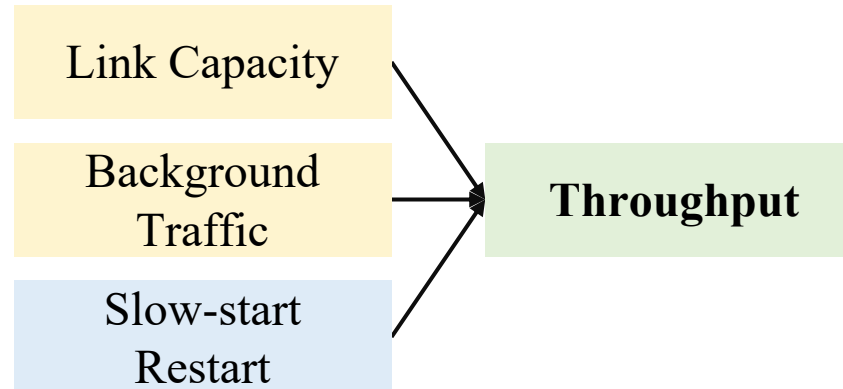 Link Capacity
Background
Traffic
Throughput
Slow-start
Restart